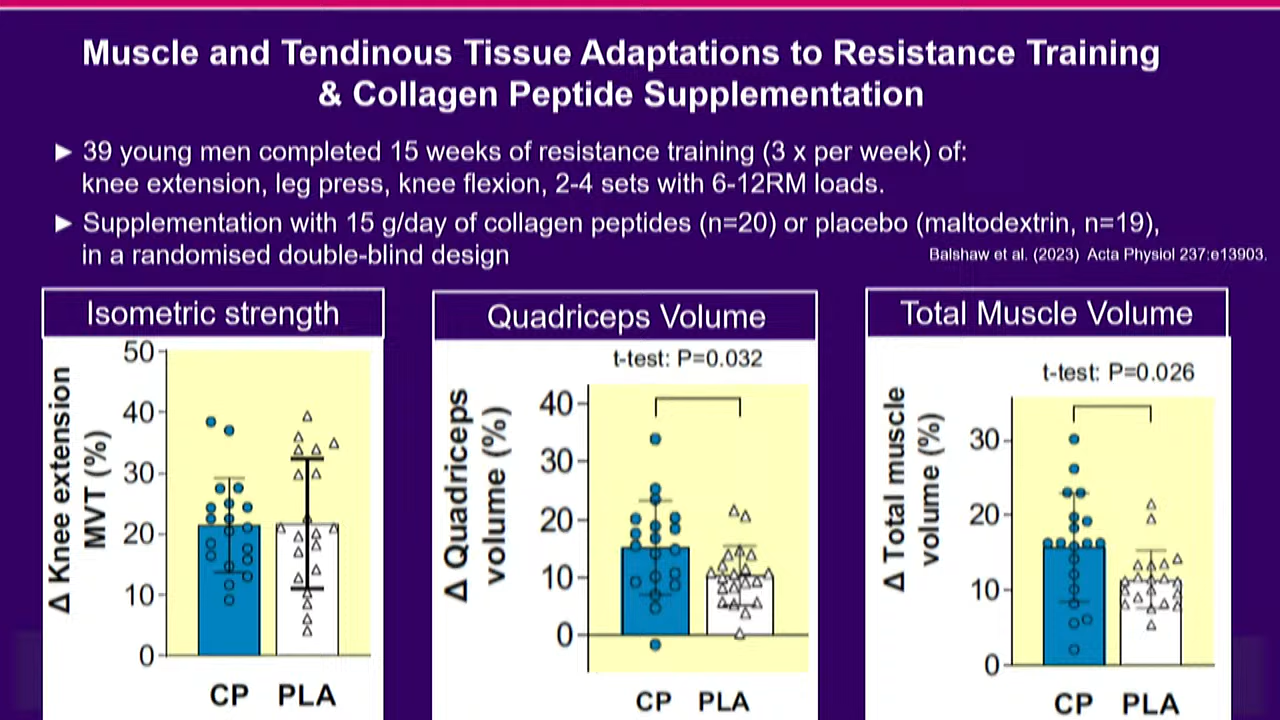 Muscle and Tendinous Tissue Adaptations to Resistance Training
& Collagen Peptide Supplementation
► 39 young men completed 15 weeks of resistance training (3 x per week) of:
knee extension, leg press, knee flexion, 2-4 sets with 6-12RM loads.
► Supplementation with 15 g/day of collagen peptides (n=20) or placebo (maltodextrin, n=19),
in a randomised double-blind design
Balshaw et al. (2023) Acta Physiol 237:e13903.
Isometric strength
Δ Knee extension
MVT (%)
50
40
30
20
10
0
CP PLA
Quadriceps Volume
t-test: P=0.032
Δ Quadriceps
volume (%)
40
30
20
10
0
CP PLA
Total Muscle Volume
t-test: P=0.026
Δ Total muscle
volume (%)
30
20
10
0
CP PLA